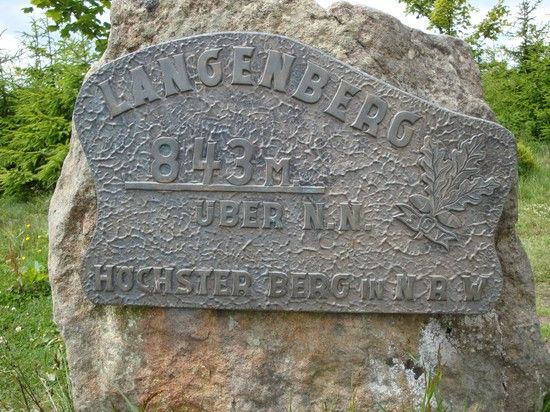 LANGENBERG
843 M
ÜBER N.N.
HÖCHSTER BERG IN N R W